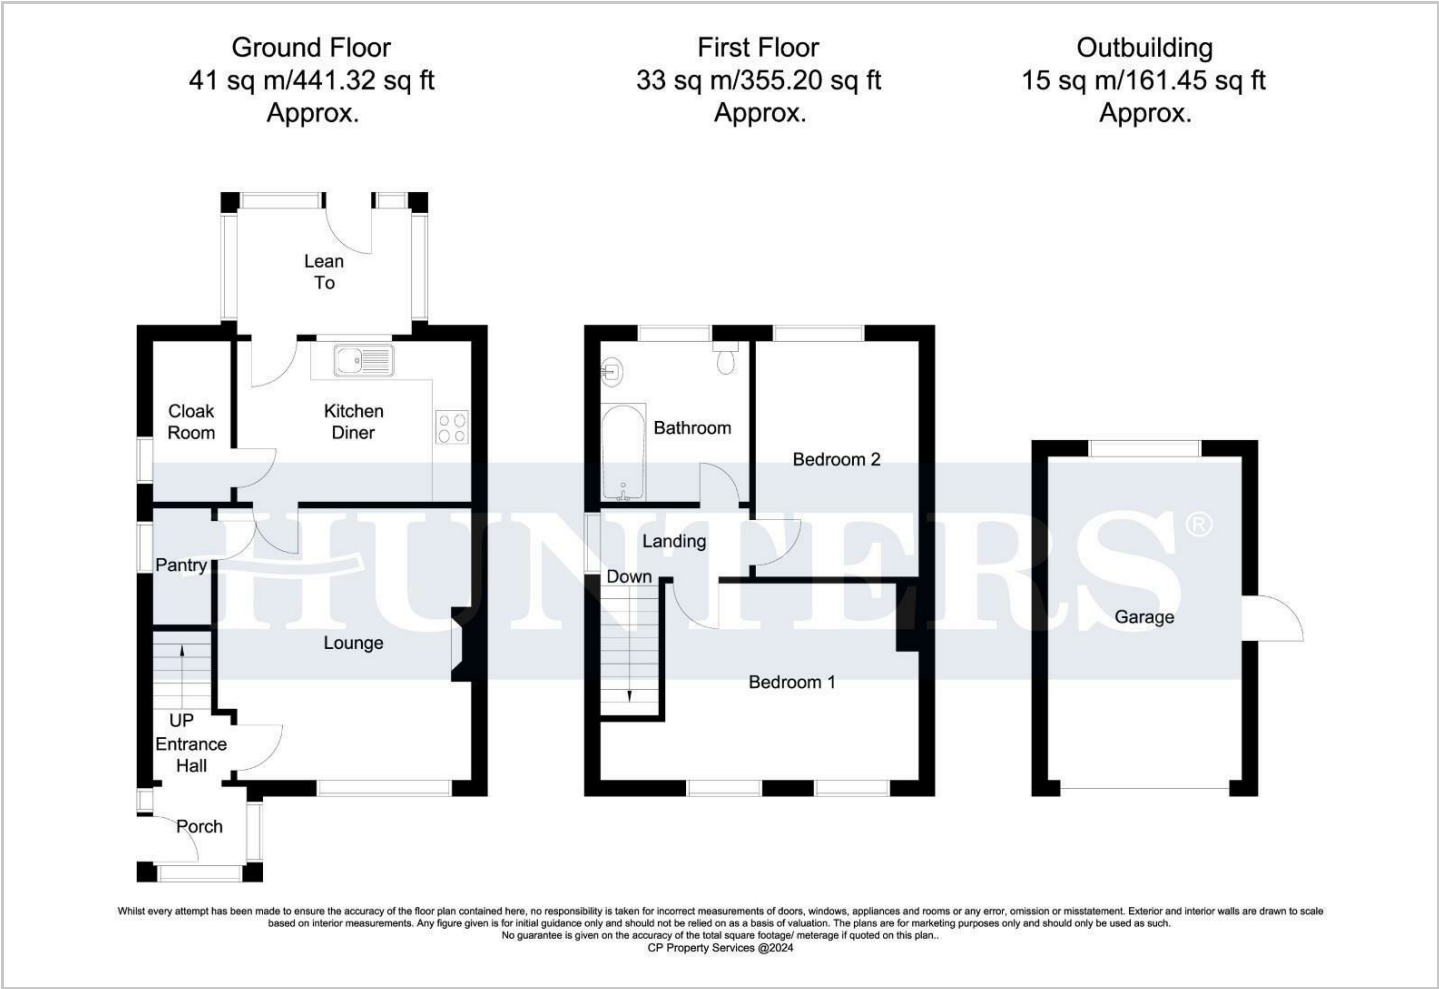 Ground Floor
41 sq m/441.32 sq ft
Approx.
First Floor
33 sq m/355.20 sq ft
Approx.
Outbuilding
15 sq m/161.45 sq ft
Approx.
Lean
To
Cloak
Room
Kitchen
Diner
Pantry
Lounge
UP
Entrance
Hall
Porch
Bathroom
Bedroom 2
Landing
Down
Bedroom 1
Garage
HUNTERS®
Whilst every attempt has been made to ensure the accuracy of the floor plan contained here, no responsibility is taken for incorrect measurements of doors, windows, appliances and rooms or any error, omission or misstatement. Exterior and interior walls are drawn to scale
based on interior measurements. Any figure given is for initial guidance only and should not be relied on as a basis of valuation. The plans are for marketing purposes only and should only be used as such.
No guarantee is given on the accuracy of the total square footage/ meterage if quoted on this plan..
CP Property Services @2024